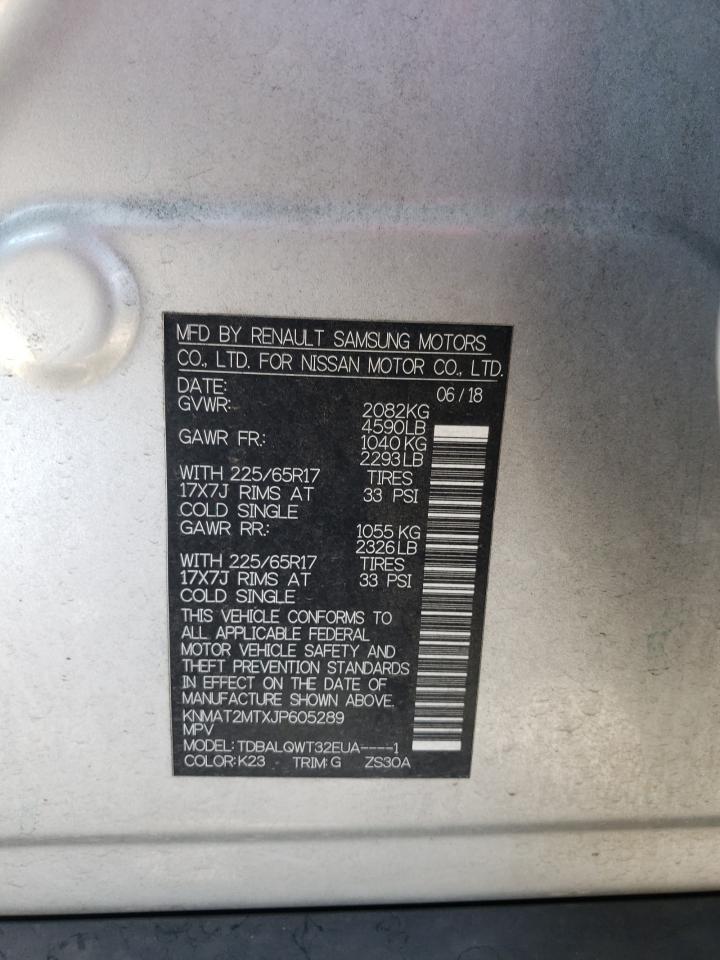 MFD BY RENAULT SAMSUNG MOTORS
CO., LTD. FOR NISSAN MOTOR CO., LTD.
DATE: 06/18
GVWR: 2082KG
4590LB
GAWR FR.: 1040KG
2293LB
WITH 225/65R17 TIRES
17X7J RIMS AT 33 PSI
COLD SINGLE
GAWR RR.: 1055KG
2326LB
WITH 225/65R17 TIRES
17X7J RIMS AT 33 PSI
COLD SINGLE
THIS VEHICLE CONFORMS TO
ALL APPLICABLE FEDERAL
MOTOR VEHICLE SAFETY AND
THEFT PREVENTION STANDARDS
IN EFFECT ON THE DATE OF
MANUFACTURE SHOWN ABOVE.
KNMAT2MTXJP605289
MPV
MODEL: TDBALQWT32EUA----1
COLOR:K23 TRIM:G ZS30A